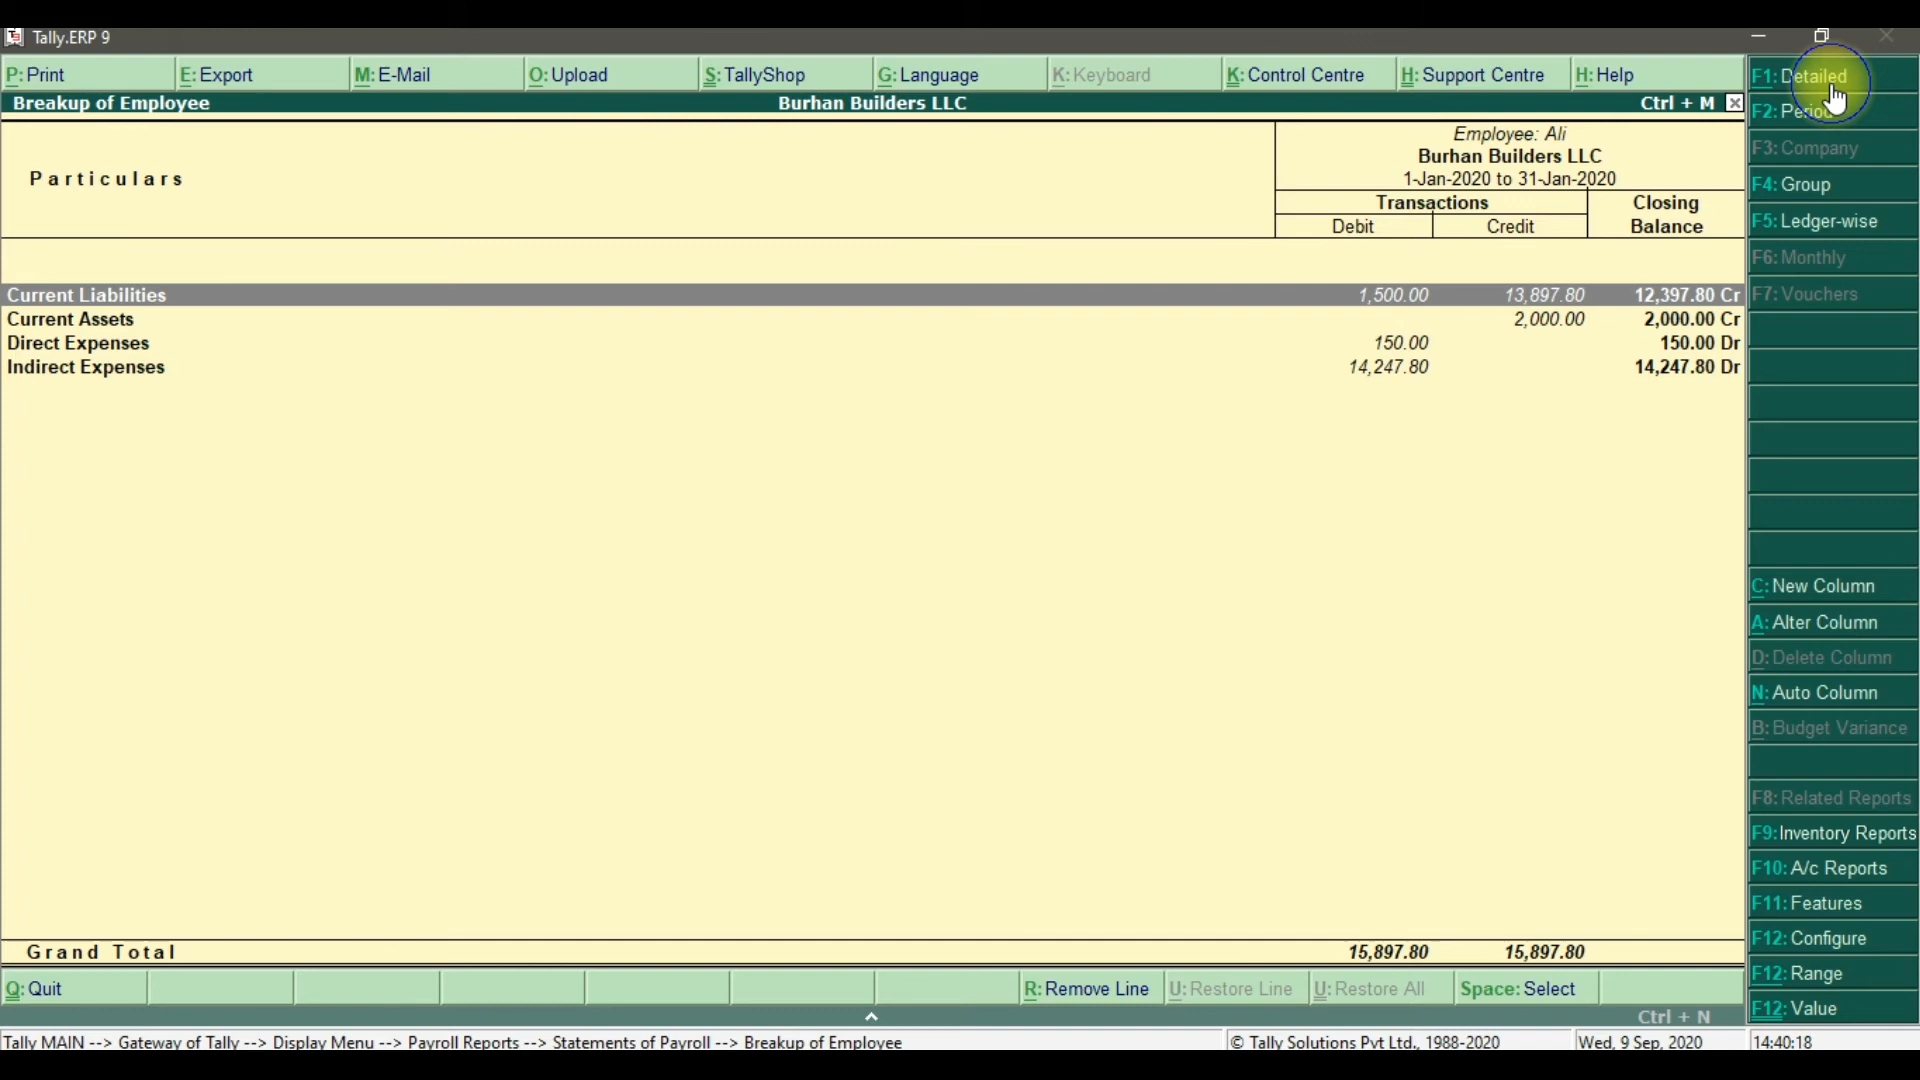 Tally.ERP 9
P: Print E: Export M: E-Mail O: Upload S: TallyShop G: Language K: Keyboard K: Control Centre H: Support Centre H: Help
Breakup of Employee Burhan Builders LLC Ctrl + M
Particulars
Employee: Ali
Burhan Builders LLC
1-Jan-2020 to 31-Jan-2020
Transactions Closing
Debit Credit Balance
Current Liabilities 1,500.00 13,897.80 12,397.80 Cr
Current Assets 2,000.00 2,000.00 Cr
Direct Expenses 150.00 150.00 Dr
Indirect Expenses 14,247.80 14,247.80 Dr
Grand Total 15,897.80 15,897.80
F1: Detailed
F2: Period
F3: Company
F4: Group
F5: Ledger-wise
F6: Monthly
F7: Vouchers
C: New Column
A: Alter Column
D: Delete Column
N: Auto Column
B: Budget Variance
F8: Related Reports
F9: Inventory Reports
F10: A/c Reports
F11: Features
F12: Configure
F12: Range
F12: Value
Q: Quit R: Remove Line U: Restore Line U: Restore All Space: Select
Ctrl + N
Tally MAIN --> Gateway of Tally --> Display Menu --> Payroll Reports --> Statements of Payroll --> Breakup of Employee © Tally Solutions Pvt Ltd., 1988-2020 Wed, 9 Sep, 2020 14:40:18